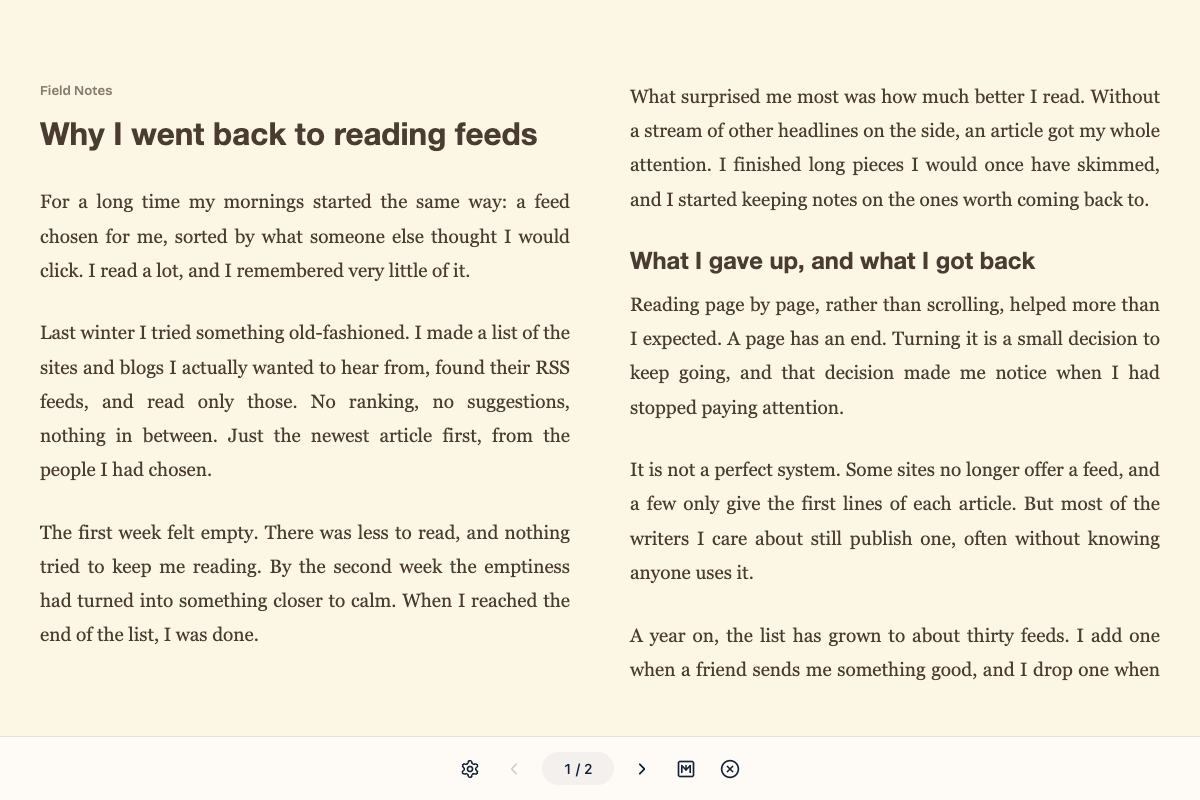 Field Notes
Why I went back to reading feeds
For a long time my mornings started the same way: a feed
chosen for me, sorted by what someone else thought I would
click. I read a lot, and I remembered very little of it.
Last winter I tried something old-fashioned. I made a list of the
sites and blogs I actually wanted to hear from, found their RSS
feeds, and read only those. No ranking, no suggestions,
nothing in between. Just the newest article first, from the
people I had chosen.
The first week felt empty. There was less to read, and nothing
tried to keep me reading. By the second week the emptiness
had turned into something closer to calm. When I reached the
end of the list, I was done.
What surprised me most was how much better I read. Without
a stream of other headlines on the side, an article got my whole
attention. I finished long pieces I would once have skimmed,
and I started keeping notes on the ones worth coming back to.
What I gave up, and what I got back
Reading page by page, rather than scrolling, helped more than
I expected. A page has an end. Turning it is a small decision to
keep going, and that decision made me notice when I had
stopped paying attention.
It is not a perfect system. Some sites no longer offer a feed, and
a few only give the first lines of each article. But most of the
writers I care about still publish one, often without knowing
anyone uses it.
A year on, the list has grown to about thirty feeds. I add one
when a friend sends me something good, and I drop one when
1 / 2